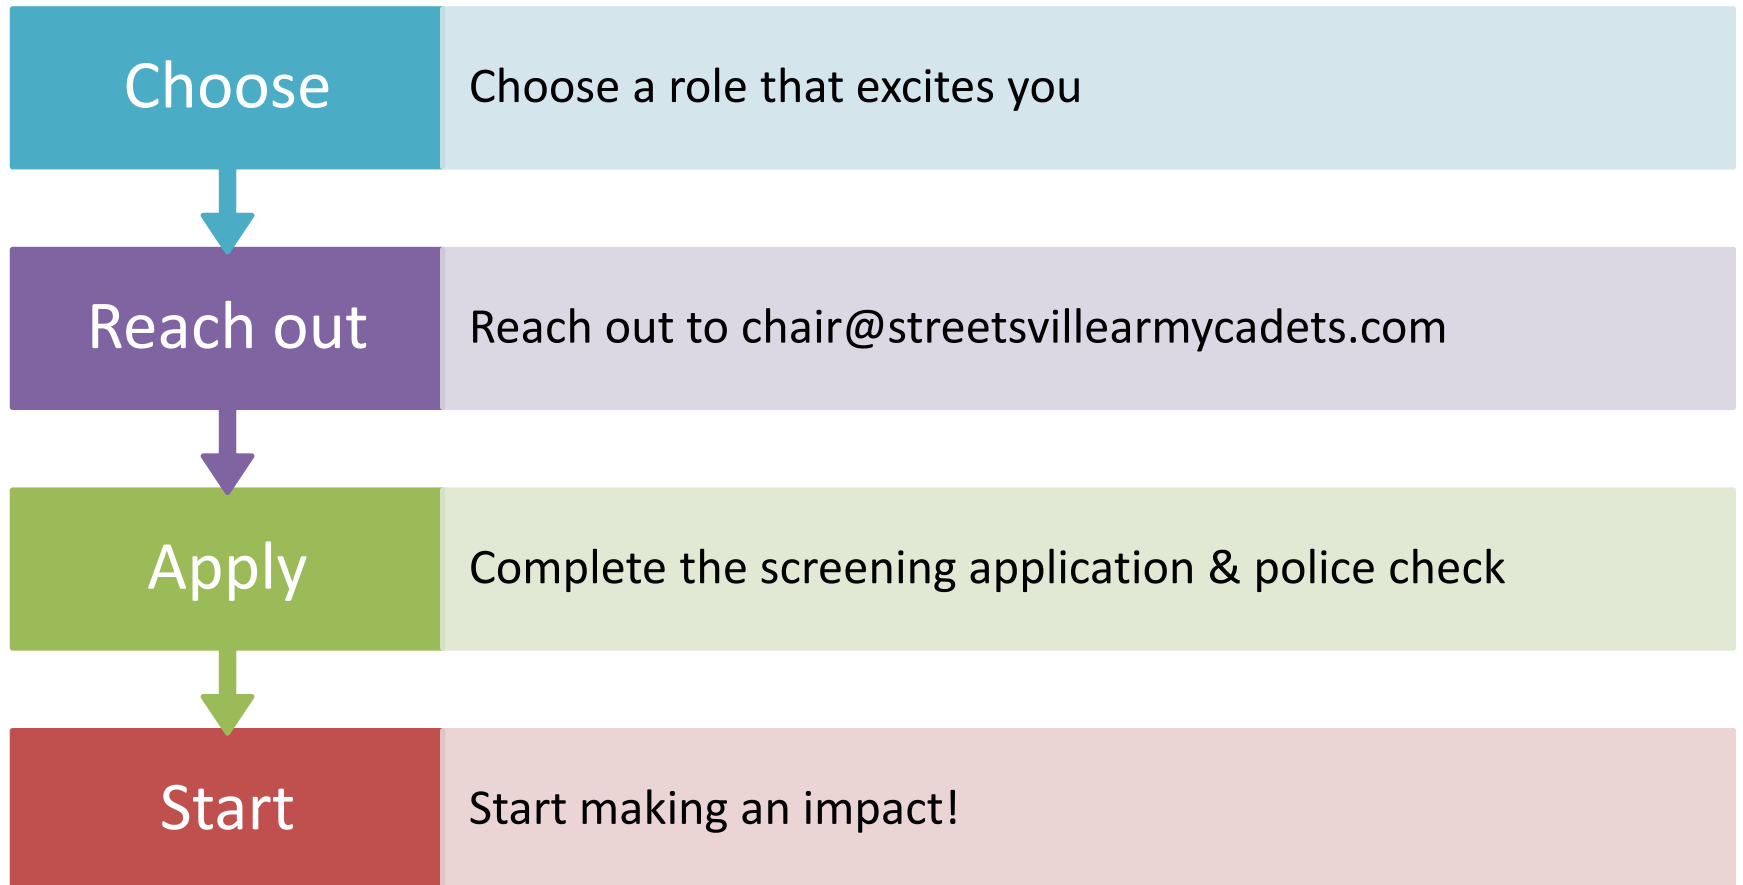 Choose
Choose a role that excites you
Reach out
Reach out to chair@streetsvillearmycadets.com
Apply
Complete the screening application & police check
Start
Start making an impact!